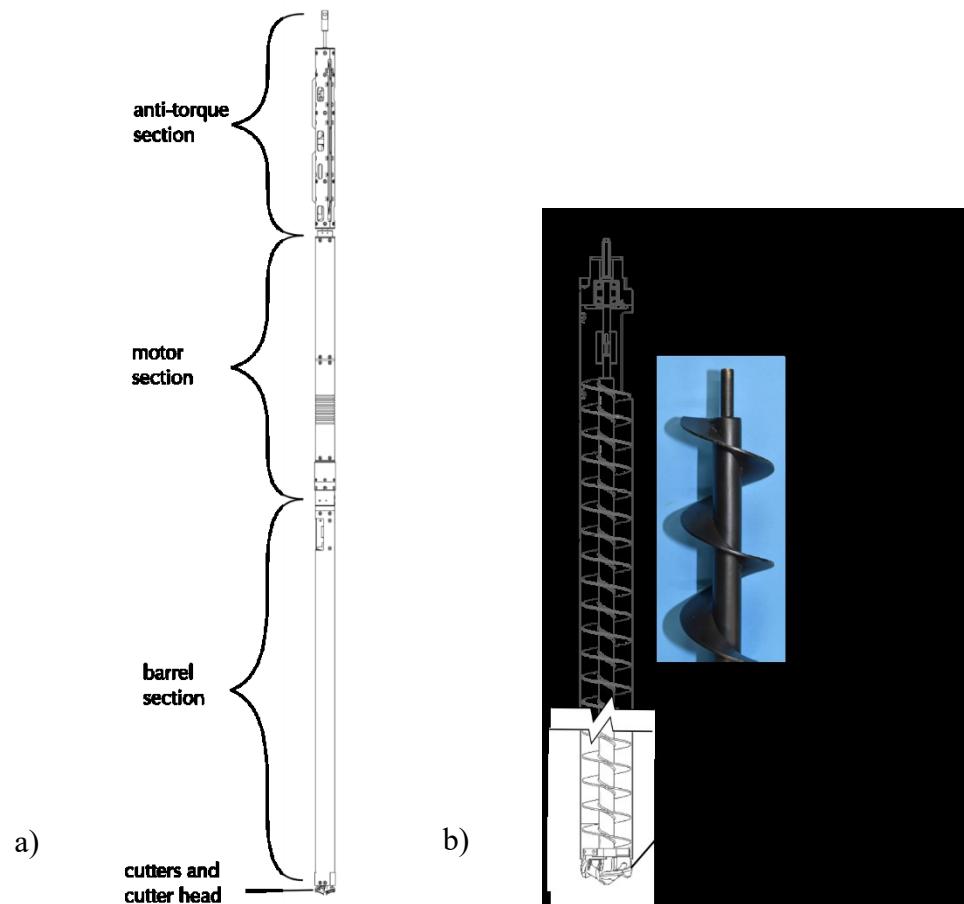 anti-torque
section
motor
section
barrel
section
cutters and
cutter head
a)
b)